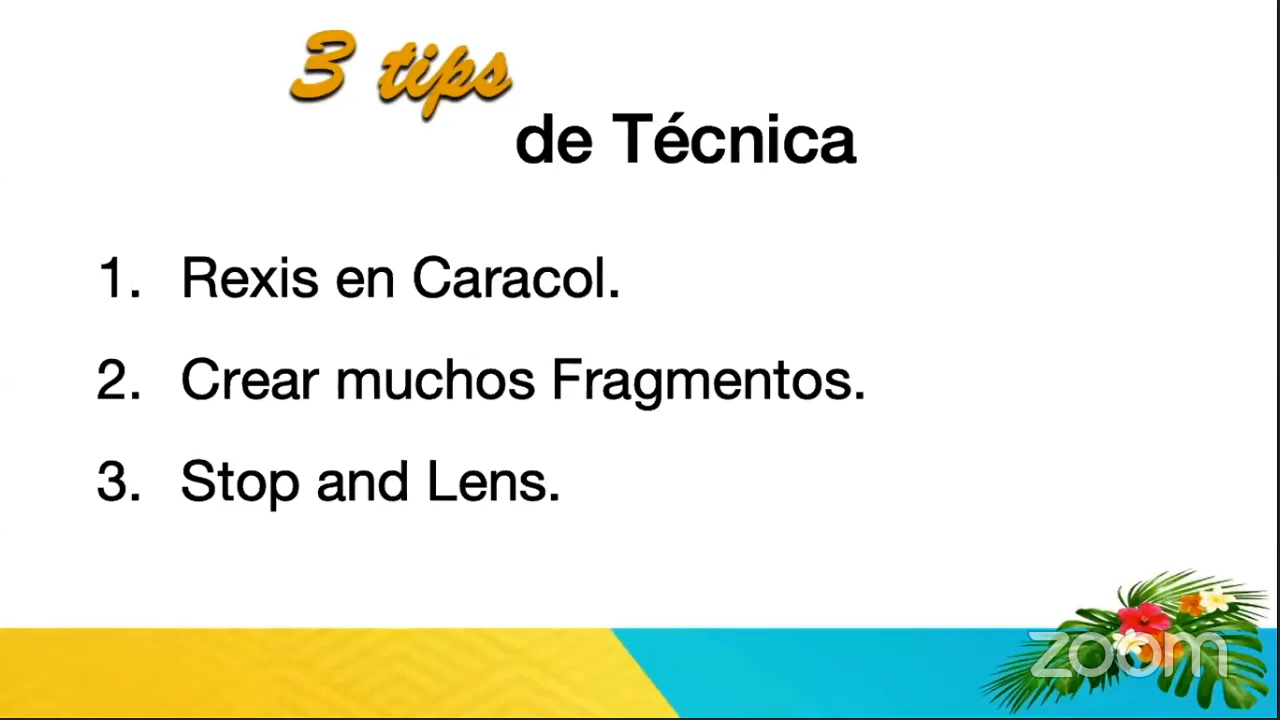 3 tips
de Técnica
1. Rexis en Caracol.
2. Crear muchos Fragmentos.
3. Stop and Lens.
zoom